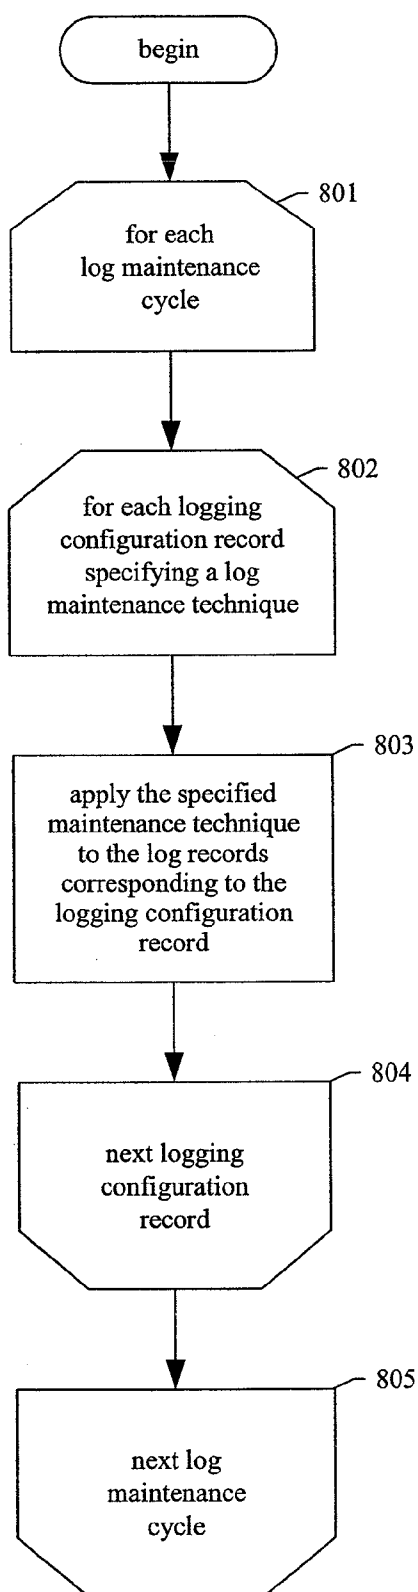 begin
801
for each
log maintenance
cycle
802
for each logging
configuration record
specifying a log
maintenance technique
803
apply the specified
maintenance technique
to the log records
corresponding to the
logging configuration
record
804
next logging
configuration
record
805
next log
maintenance
cycle